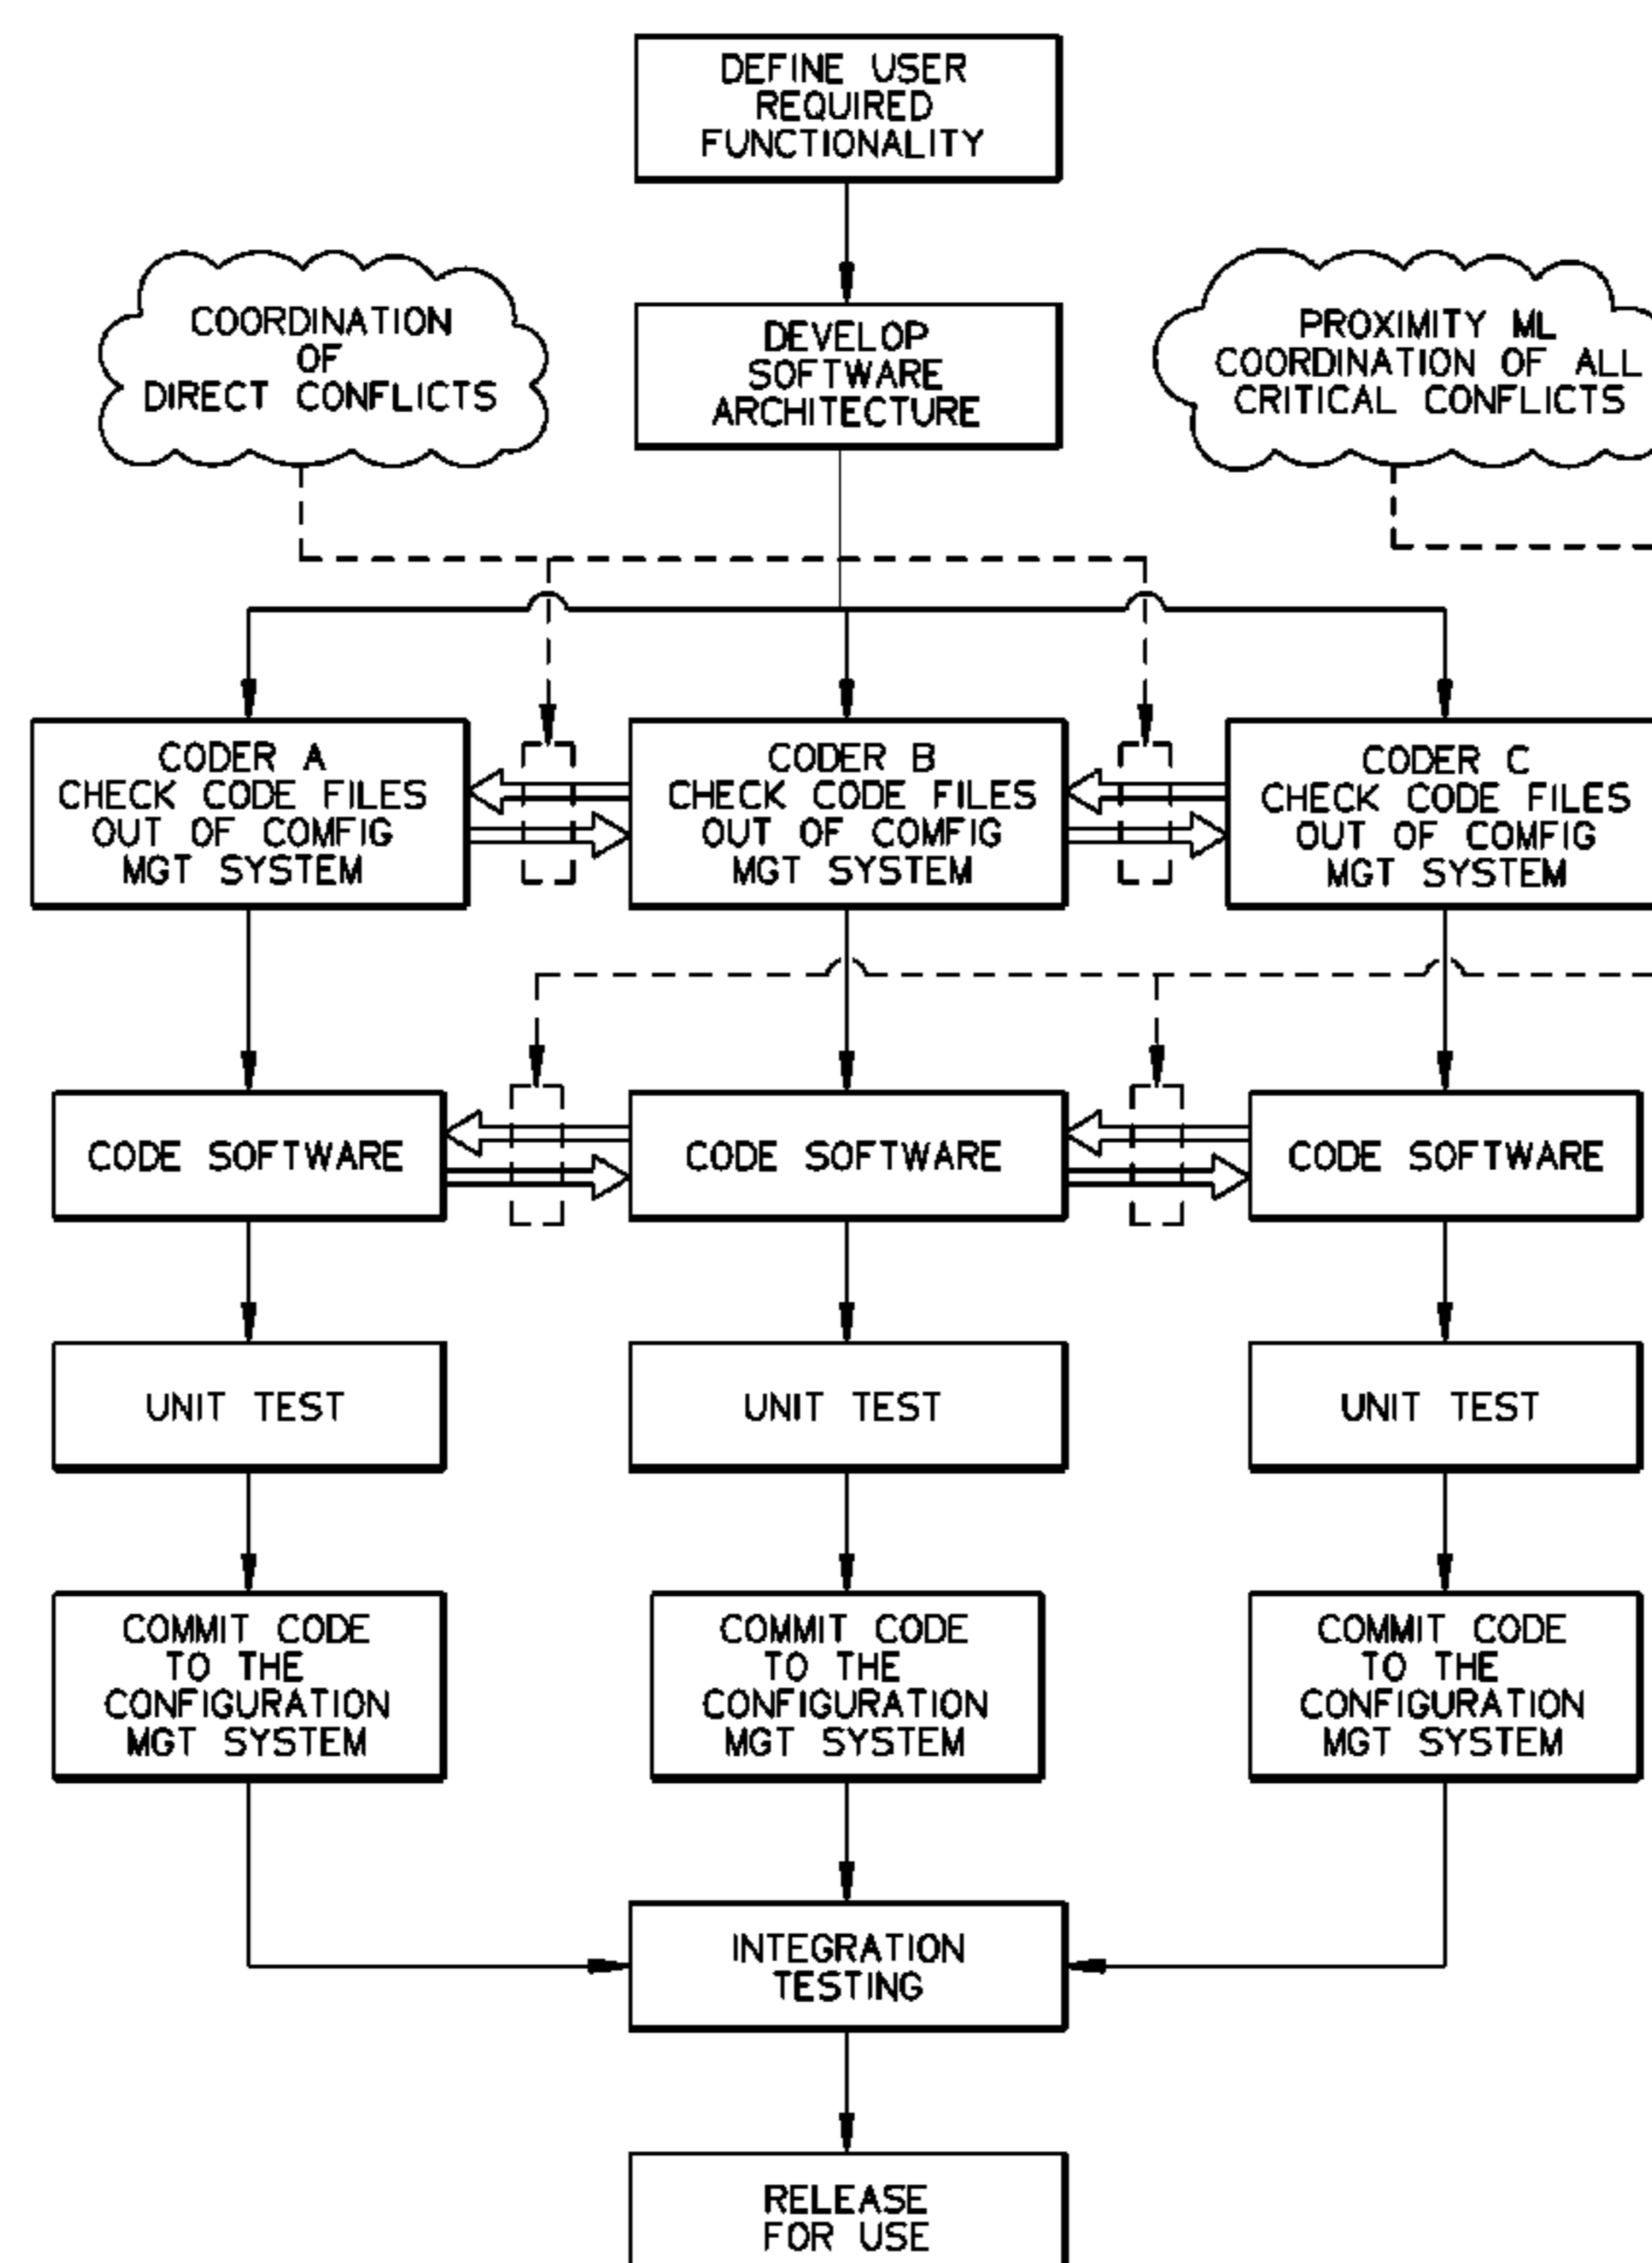 DEFINE USER
REQUIRED
FUNCTIONALITY
COORDINATION
OF
DIRECT CONFLICTS
DEVELOP
SOFTWARE
ARCHITECTURE
PROXIMITY ML
COORDINATION OF ALL
CRITICAL CONFLICTS
CODER A
CHECK CODE FILES
OUT OF COMFIG
MGT SYSTEM
CODER B
CHECK CODE FILES
OUT OF COMFIG
MGT SYSTEM
CODER C
CHECK CODE FILES
OUT OF COMFIG
MGT SYSTEM
CODE SOFTWARE
CODE SOFTWARE
CODE SOFTWARE
UNIT TEST
UNIT TEST
UNIT TEST
COMMIT CODE
TO THE
CONFIGURATION
MGT SYSTEM
COMMIT CODE
TO THE
CONFIGURATION
MGT SYSTEM
COMMIT CODE
TO THE
CONFIGURATION
MGT SYSTEM
INTEGRATION
TESTING
RELEASE
FOR USE